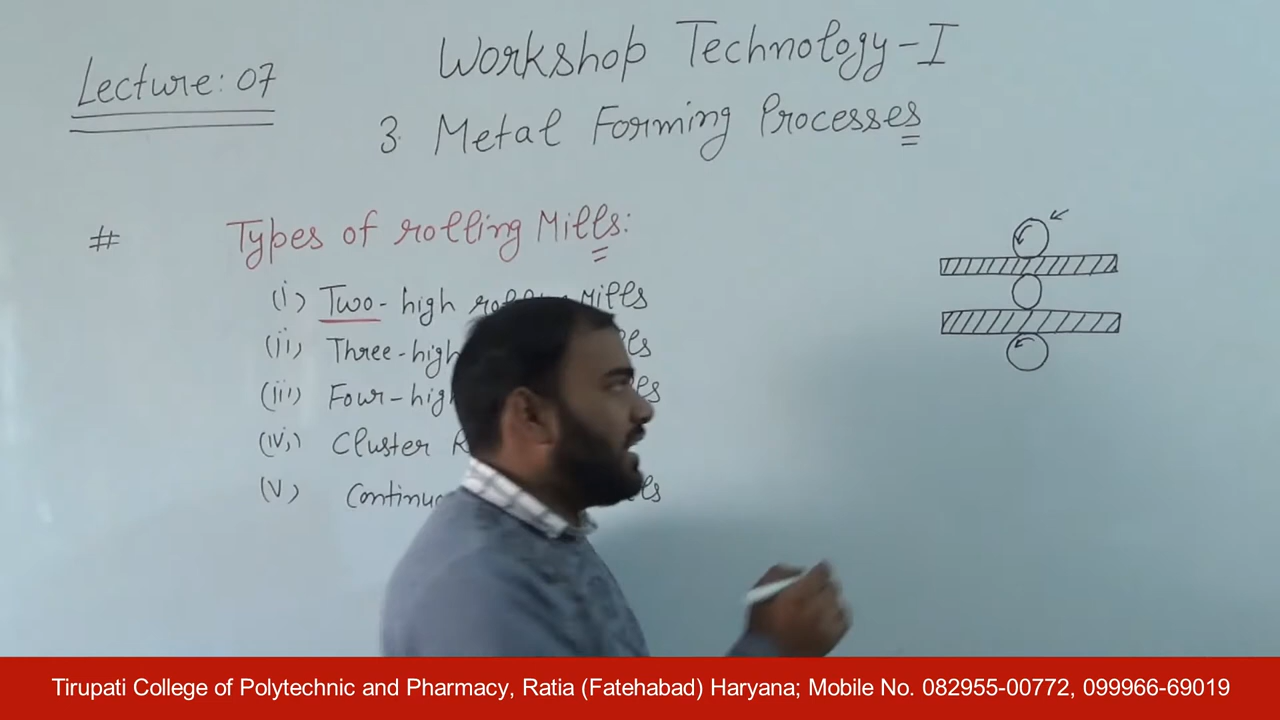 Lecture: 07
Workshop Technology-I
3. Metal Forming Processes
# Types of rolling Mills:
(i) Two-high rolling Mills
(ii) Three-high
(iii) Four-high
(iv) Cluster
(v)
Tirupati College of Polytechnic and Pharmacy, Ratia (Fatehabad) Haryana; Mobile No. 082955-00772, 099966-69019